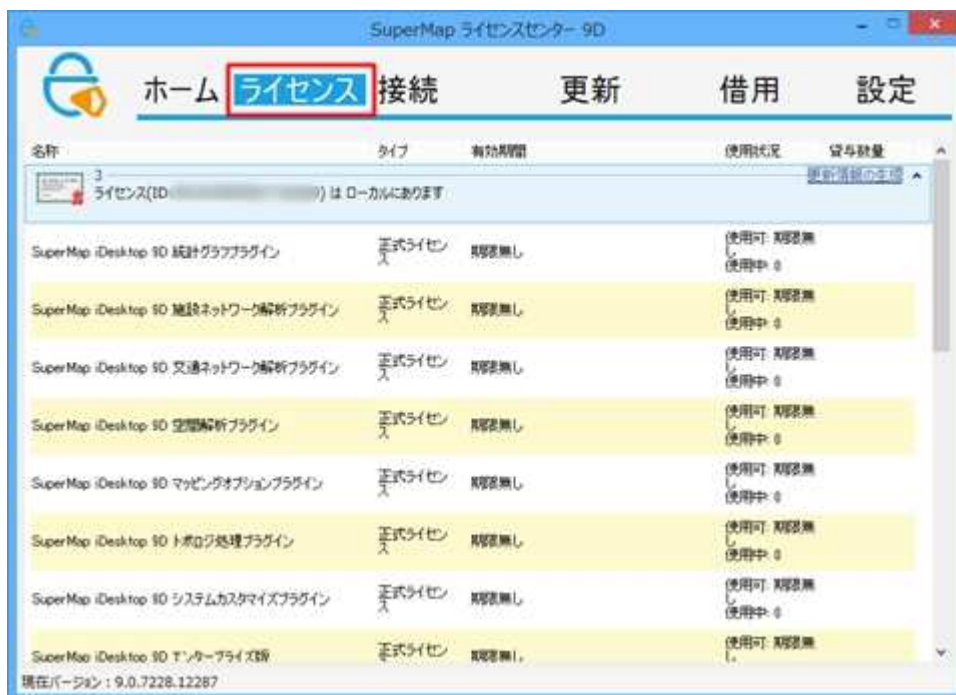 SuperMap ライセンスセンター 9D
ホーム ライセンス 接続 更新 借用 設定
名称 タイプ 有効期間 使用状況 貸与数量
3
更新情報の生成
ライセンス(ID )) は ローカルにあります
SuperMap iDesktop 9D 統計グラフプラグイン 正式ライセンス 期限無し 使用可: 期限無し
使用中: 0
SuperMap iDesktop 9D 施設ネットワーク解析プラグイン 正式ライセンス 期限無し 使用可: 期限無し
使用中: 0
SuperMap iDesktop 9D 交通ネットワーク解析プラグイン 正式ライセンス 期限無し 使用可: 期限無し
使用中: 0
SuperMap iDesktop 9D 空間解析プラグイン 正式ライセンス 期限無し 使用可: 期限無し
使用中: 0
SuperMap iDesktop 9D マッピングオプションプラグイン 正式ライセンス 期限無し 使用可: 期限無し
使用中: 0
SuperMap iDesktop 9D トポロジ処理プラグイン 正式ライセンス 期限無し 使用可: 期限無し
使用中: 0
SuperMap iDesktop 9D システムカスタマイズプラグイン 正式ライセンス 期限無し 使用可: 期限無し
使用中: 0
SuperMap iDesktop 9D エンタープライズ版 正式ライセンス 期限無し 使用可: 期限無し
現在バージョン : 9.0.7228.12287